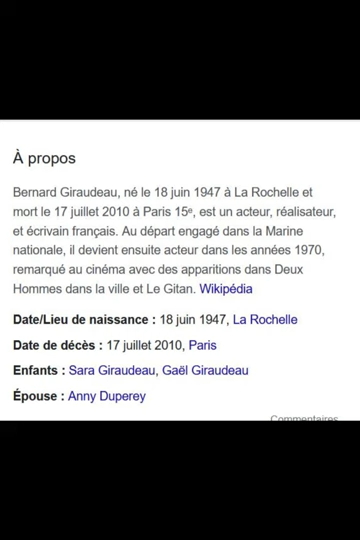 À propos
Bernard Giraudeau, né le 18 juin 1947 à La Rochelle et
mort le 17 juillet 2010 à Paris 15ᵉ, est un acteur, réalisateur,
et écrivain français. Au départ engagé dans la Marine
nationale, il devient ensuite acteur dans les années 1970,
remarqué au cinéma avec des apparitions dans Deux
Hommes dans la ville et Le Gitan. Wikipédia
Date/Lieu de naissance : 18 juin 1947, La Rochelle
Date de décès : 17 juillet 2010, Paris
Enfants : Sara Giraudeau, Gaël Giraudeau
Épouse : Anny Duperey
Commentaires